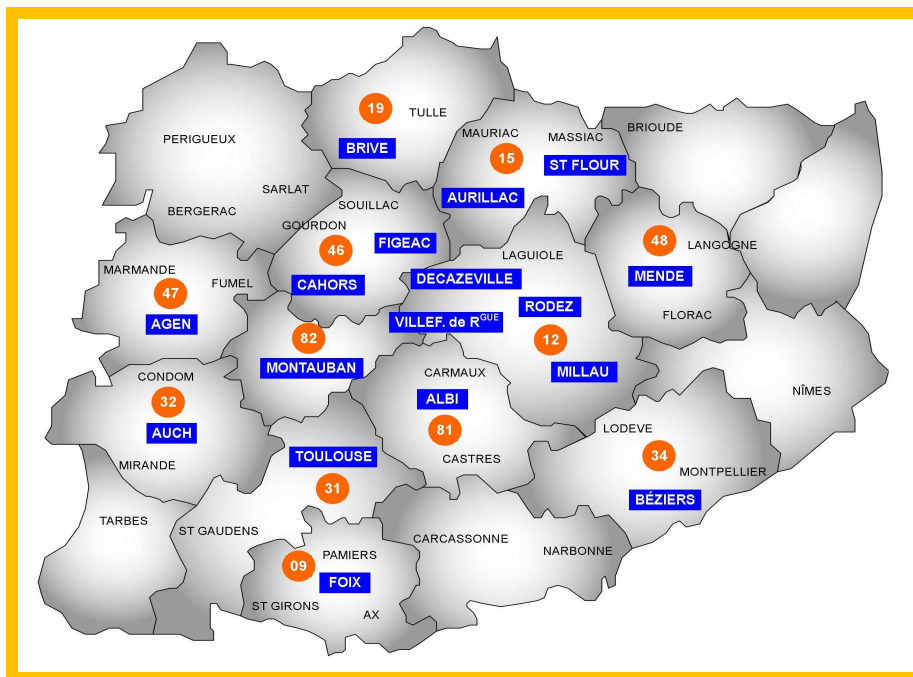 19
TULLE
BRIVE
PERIGUEUX
SARLAT
BERGERAC
MAURIAC
MASSIAC
15
ST FLOUR
AURILLAC
BRIOUDE
SOUILLAC
GOURDON
46
FIGEAC
CAHORS
LAGUIOLE
DECAZEVILLE
RODEZ
VILLEF. de RGUE
12
MILLAU
48
LANGOGNE
MENDE
FLORAC
MARMANDE
FUMEL
47
AGEN
82
MONTAUBAN
CONDOM
32
AUCH
MIRANDE
CARMAUX
ALBI
81
CASTRES
NÎMES
LODEVE
34
MONTPELLIER
BÉZIERS
TOULOUSE
31
ST GAUDENS
TARBES
CARCASSONNE
NARBONNE
PAMIERS
09
FOIX
ST GIRONS
AX